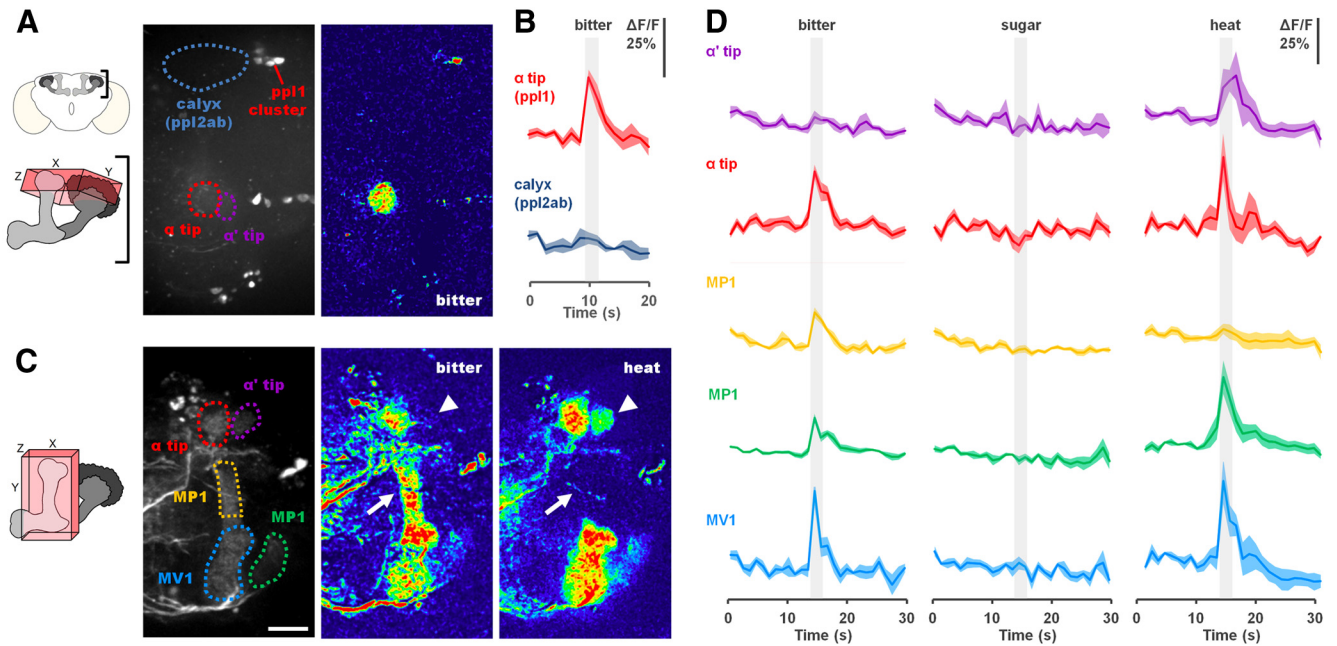 A
Z
X
Y
calyx
(ppl2ab)
ppl1
cluster
α tip
α' tip
bitter
B
bitter
ΔF/F
25%
α tip
(ppl1)
calyx
(ppl2ab)
0
10
20
Time (s)
C
Z
X
Y
α' tip
α tip
MP1
MP1
MV1
bitter
heat
D
bitter
sugar
heat
ΔF/F
25%
α' tip
α tip
MP1
MP1
MV1
0
10
20
30
0
10
20
30
0
10
20
30
Time (s)
Time (s)
Time (s)